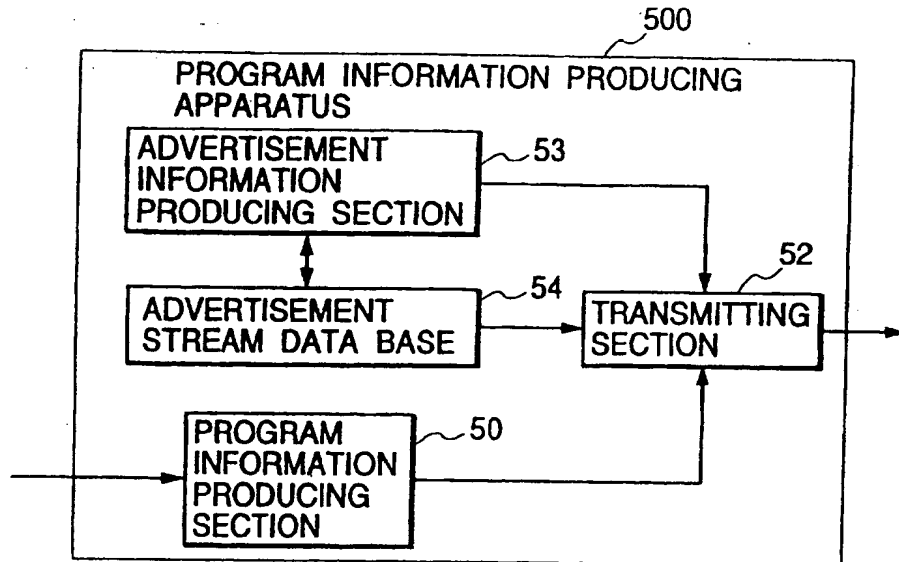 500
PROGRAM INFORMATION PRODUCING
APPARATUS
ADVERTISEMENT
INFORMATION
PRODUCING SECTION
53
ADVERTISEMENT
STREAM DATA BASE
54
TRANSMITTING
SECTION
52
PROGRAM
INFORMATION
PRODUCING
SECTION
50